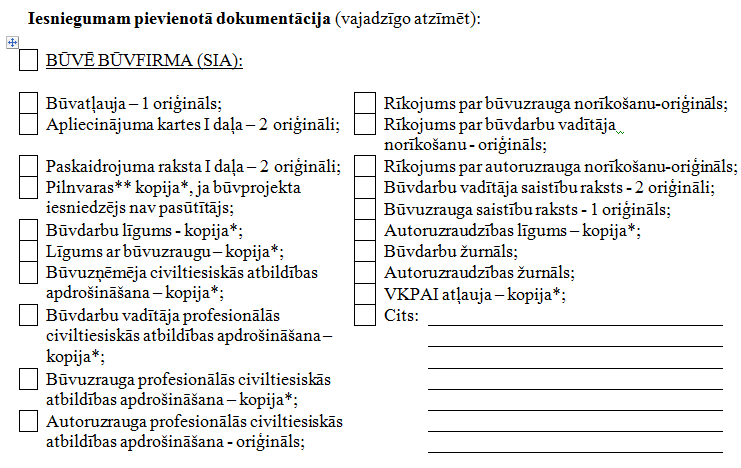 Iesniegumam pievienotā dokumentācija (vajadzīgo atzīmēt):
BŪVĒ BŪVFIRMA (SIA):
Būvatļauja – 1 oriģināls;
Apliecinājuma kartes I daļa – 2 oriģināli;
Paskaidrojuma raksta I daļa – 2 oriģināli;
Pilnvaras** kopija*, ja būvprojekta
iesniedzējs nav pasūtītājs;
Būvdarbu līgums - kopija*;
Līgums ar būvuzraugu – kopija*;
Būvuzņēmēja civiltiesiskās atbildības
apdrošināšana – kopija*;
Būvdarbu vadītāja profesionālās
civiltiesiskās atbildības apdrošināšana –
kopija*;
Būvuzrauga profesionālās civiltiesiskās
atbildības apdrošināšana – kopija*;
Autoruzrauga profesionālās civiltiesiskās
atbildības apdrošināšana - oriģināls;
Rīkojums par būvuzrauga norīkošanu-oriģināls;
Rīkojums par būvdarbu vadītāja
norīkošanu - oriģināls;
Rīkojums par autoruzrauga norīkošanu-oriģināls;
Būvdarbu vadītāja saistību raksts - 2 oriģināli;
Būvuzrauga saistību raksts - 1 oriģināls;
Autoruzraudzības līgums – kopija*;
Būvdarbu žurnāls;
Autoruzraudzības žurnāls;
VKPAI atļauja – kopija*;
Cits: